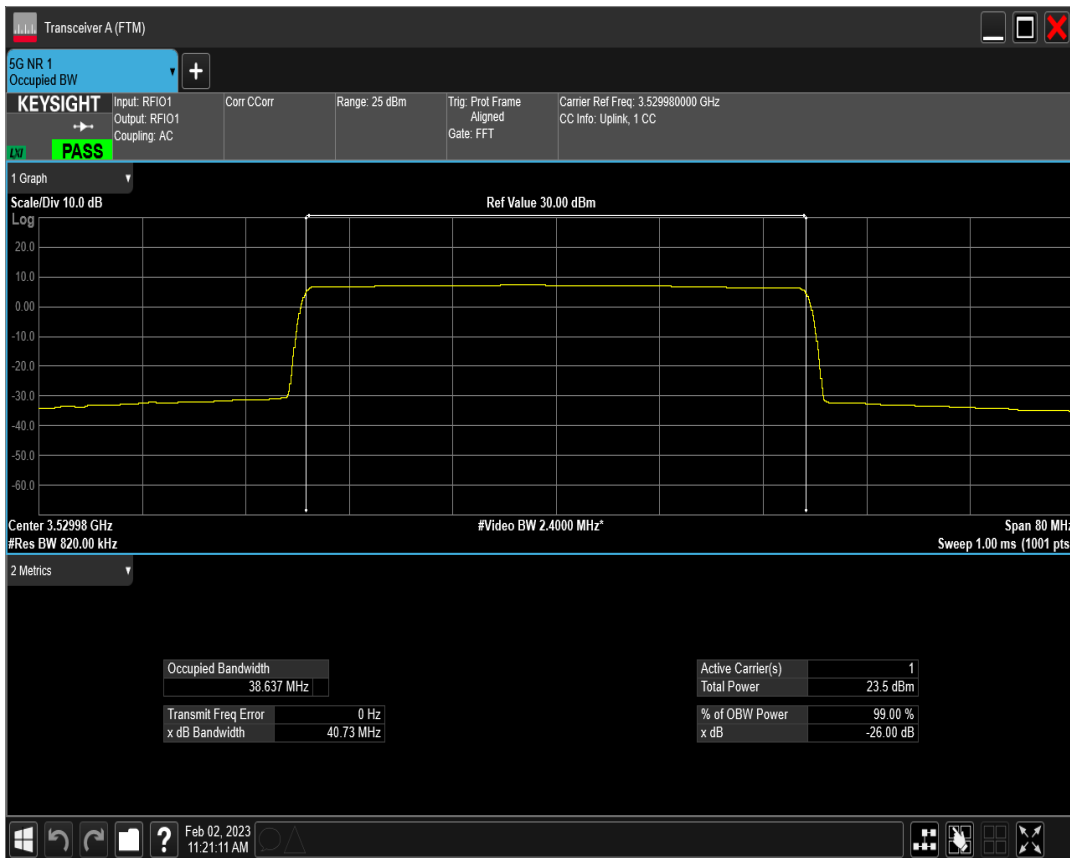 Transceiver A (FTM)
5G NR 1
Occupied BW
+
KEYSIGHT
LXI
PASS
Input: RFIO1
Output: RFIO1
Coupling: AC
Corr CCorr
Range: 25 dBm
Trig: Prot Frame
Aligned
Gate: FFT
Carrier Ref Freq: 3.529980000 GHz
CC Info: Uplink, 1 CC
1 Graph
Scale/Div 10.0 dB
Ref Value 30.00 dBm
Log
20.0
10.0
0.00
-10.0
-20.0
-30.0
-40.0
-50.0
-60.0
Center 3.52998 GHz
#Video BW 2.4000 MHz*
Span 80 MHz
#Res BW 820.00 kHz
Sweep 1.00 ms (1001 pts
2 Metrics
Occupied Bandwidth
38.637 MHz
Transmit Freq Error 0 Hz
x dB Bandwidth 40.73 MHz
Active Carrier(s) 1
Total Power 23.5 dBm
% of OBW Power 99.00 %
x dB -26.00 dB
?
Feb 02, 2023
11:21:11 AM